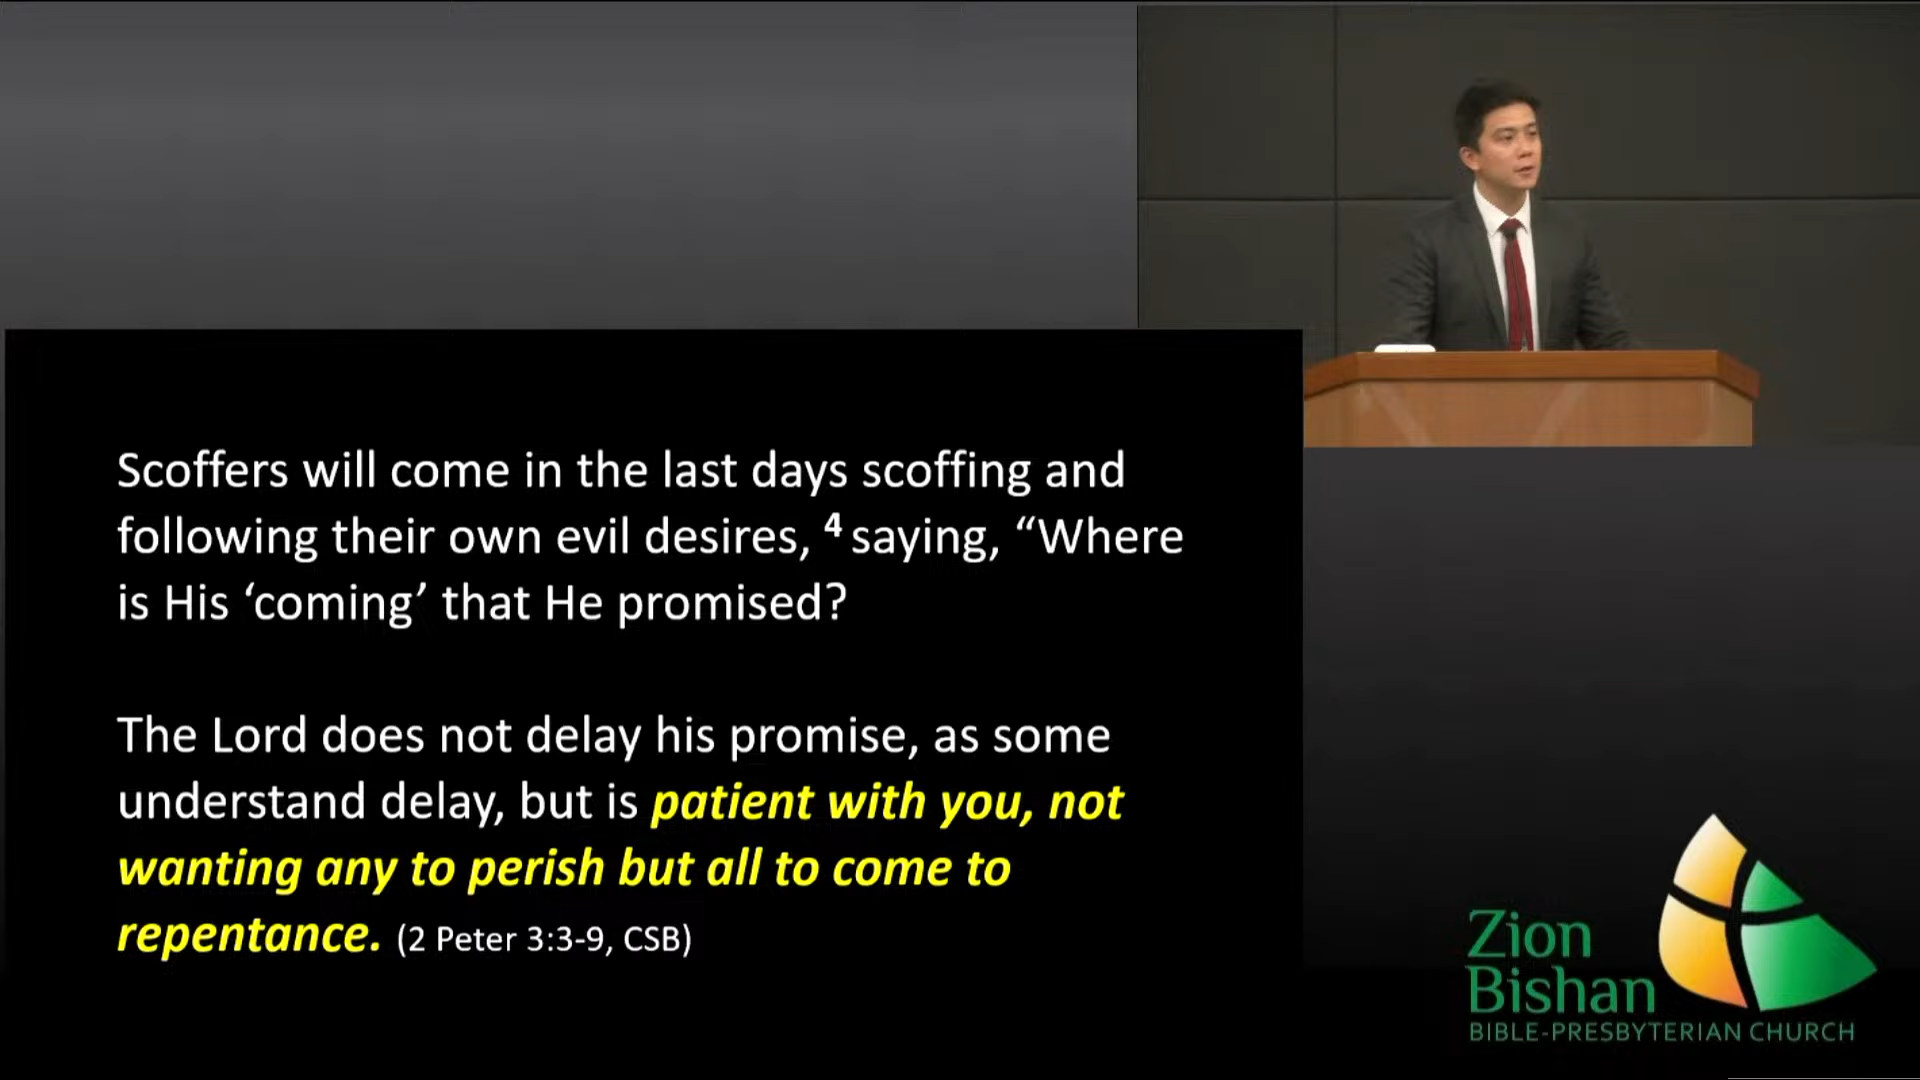 Scoffers will come in the last days scoffing and
following their own evil desires, ⁴ saying, “Where
is His ‘coming’ that He promised?
The Lord does not delay his promise, as some
understand delay, but is patient with you, not
wanting any to perish but all to come to
repentance. (2 Peter 3:3-9, CSB)
Zion
Bishan
BIBLE-PRESBYTERIAN CHURCH